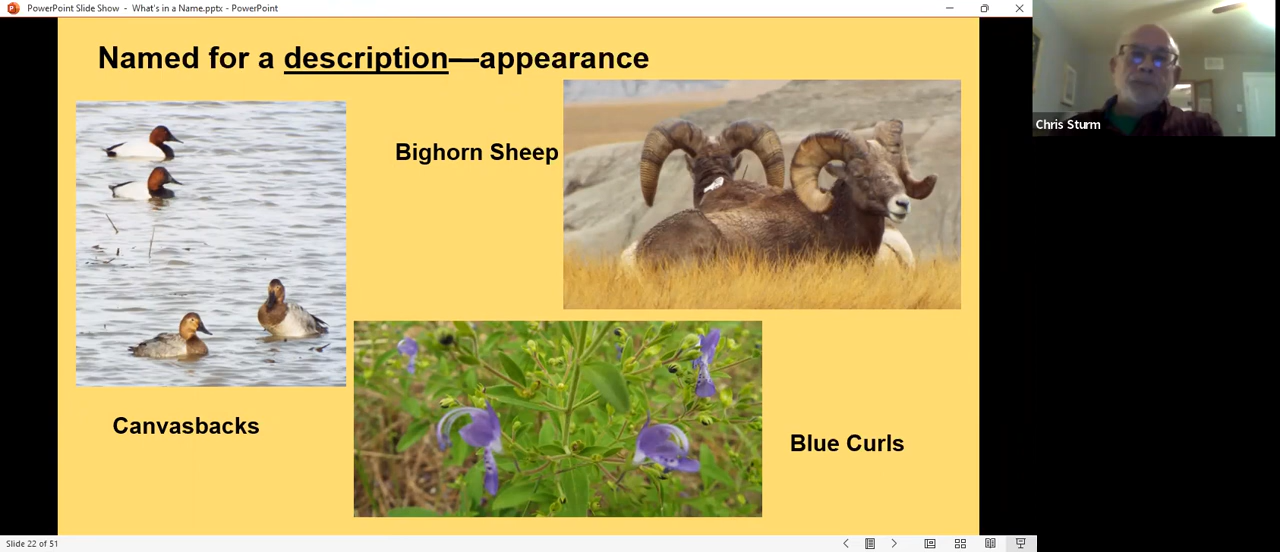 PowerPoint Slide Show - What's in a Name.pptx - PowerPoint
Named for a description—appearance
Bighorn Sheep
Chris Sturm
Canvasbacks
Blue Curls
Slide 22 of 51